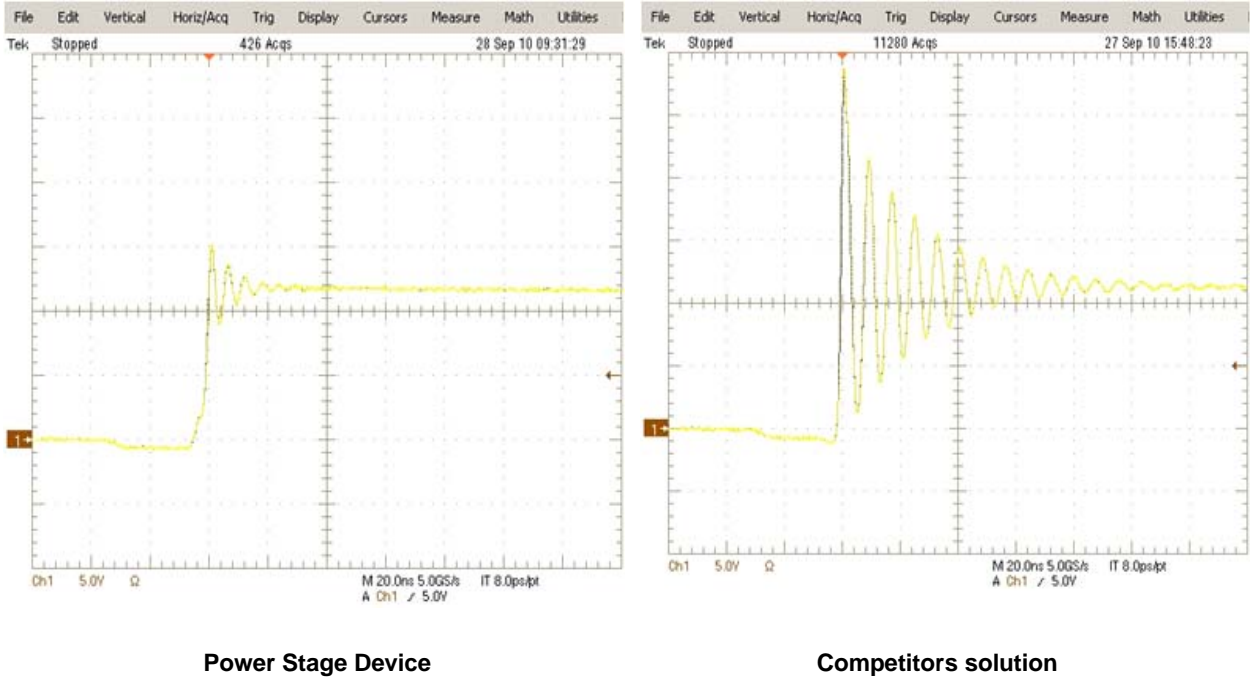 File Edit Vertical Horiz/Acq Trig Display Cursors Measure Math Utilities
Tek Stopped 426 Acqs 28 Sep 10 09:31:29
1
Ch1 5.0V Ω M 20.0ns 5.0GS/s IT 8.0ps/pt
A Ch1 / 5.0V
Power Stage Device
File Edit Vertical Horiz/Acq Trig Display Cursors Measure Math Utilities
Tek Stopped 11280 Acqs 27 Sep 10 15:48:23
1
Ch1 5.0V Ω M 20.0ns 5.0GS/s IT 8.0ps/pt
A Ch1 / 5.0V
Competitors solution